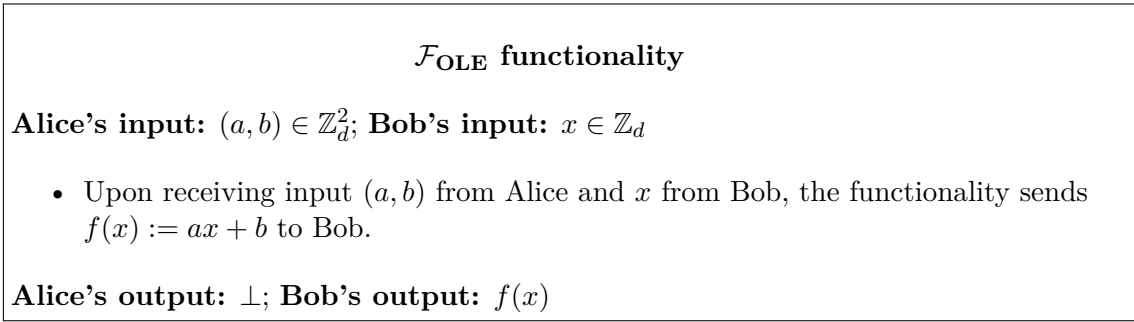 𝓕_OLE functionality
Alice's input: (a, b) ∈ ℤ_d^2; Bob's input: x ∈ ℤ_d
• Upon receiving input (a, b) from Alice and x from Bob, the functionality sends
f(x) := ax + b to Bob.
Alice's output: ⊥; Bob's output: f(x)